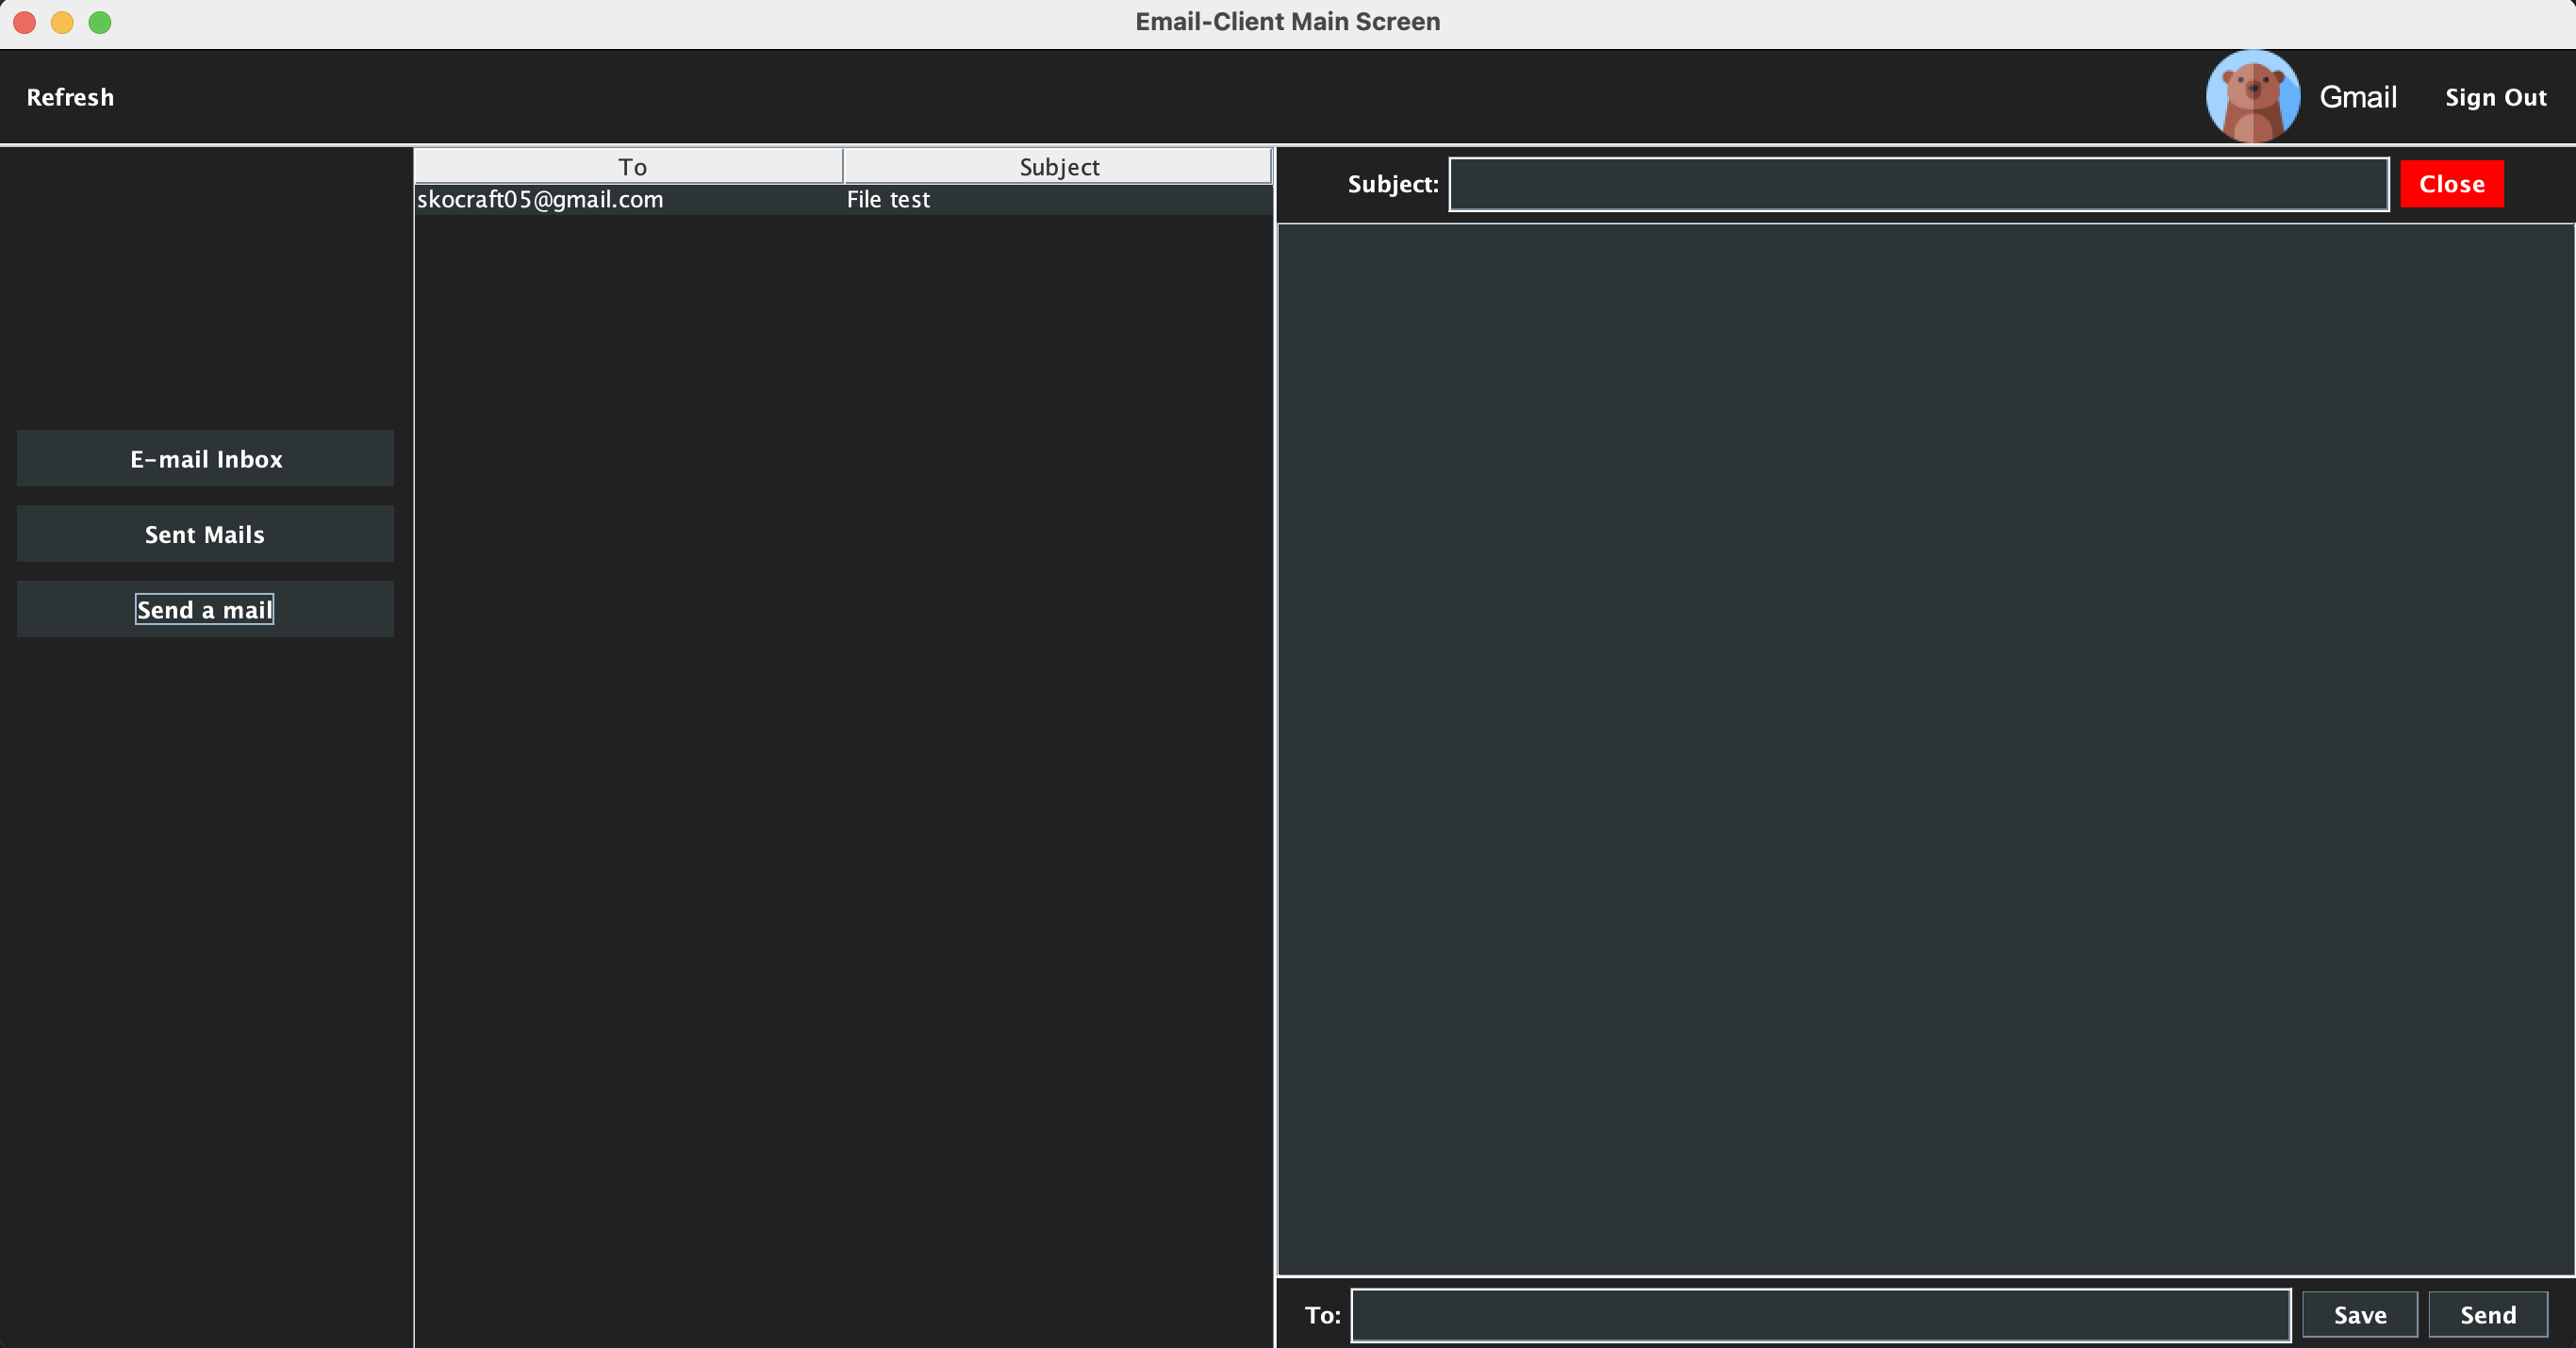 Email-Client Main Screen
Refresh
Gmail
Sign Out
To
Subject
skocraft05@gmail.com
File test
E-mail Inbox
Sent Mails
Send a mail
Subject:
Close
To:
Save
Send